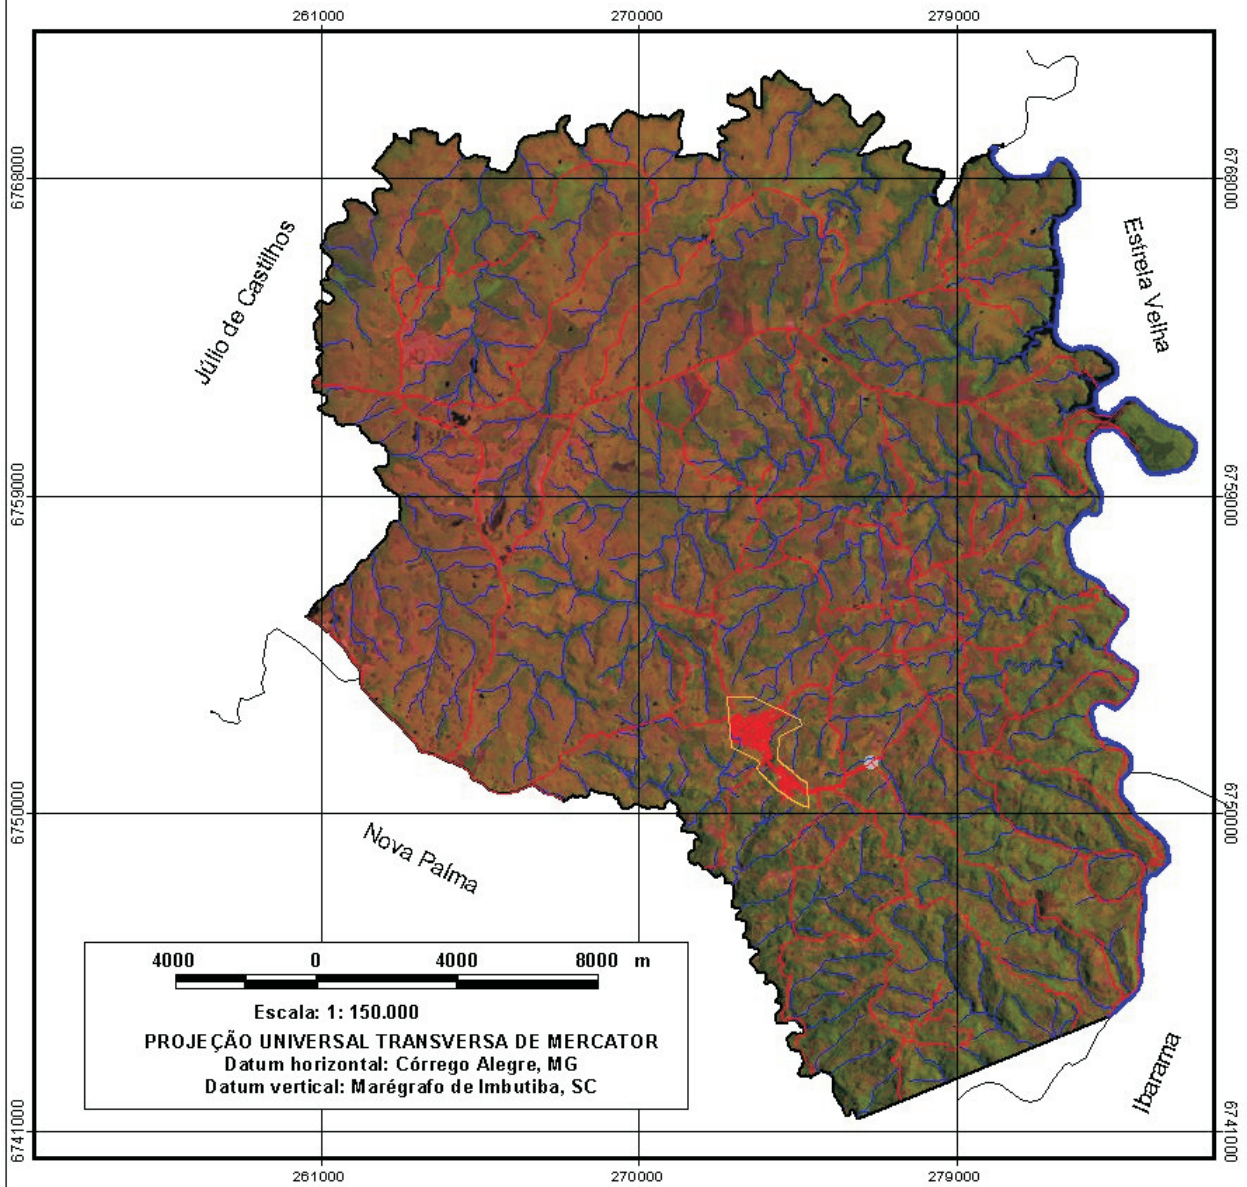 261000 270000 279000
6768000 6768000
Júlio de Castilhos
Estrela Velha
6759000 6759000
6750000 6750000
Nova Palma
4000 0 4000 8000 m
Escala: 1: 150.000
PROJEÇÃO UNIVERSAL TRANSVERSA DE MERCATOR
Datum horizontal: Córrego Alegre, MG
Datum vertical: Marégrafo de Imbutiba, SC
Ibarama
6741000 6741000
261000 270000 279000